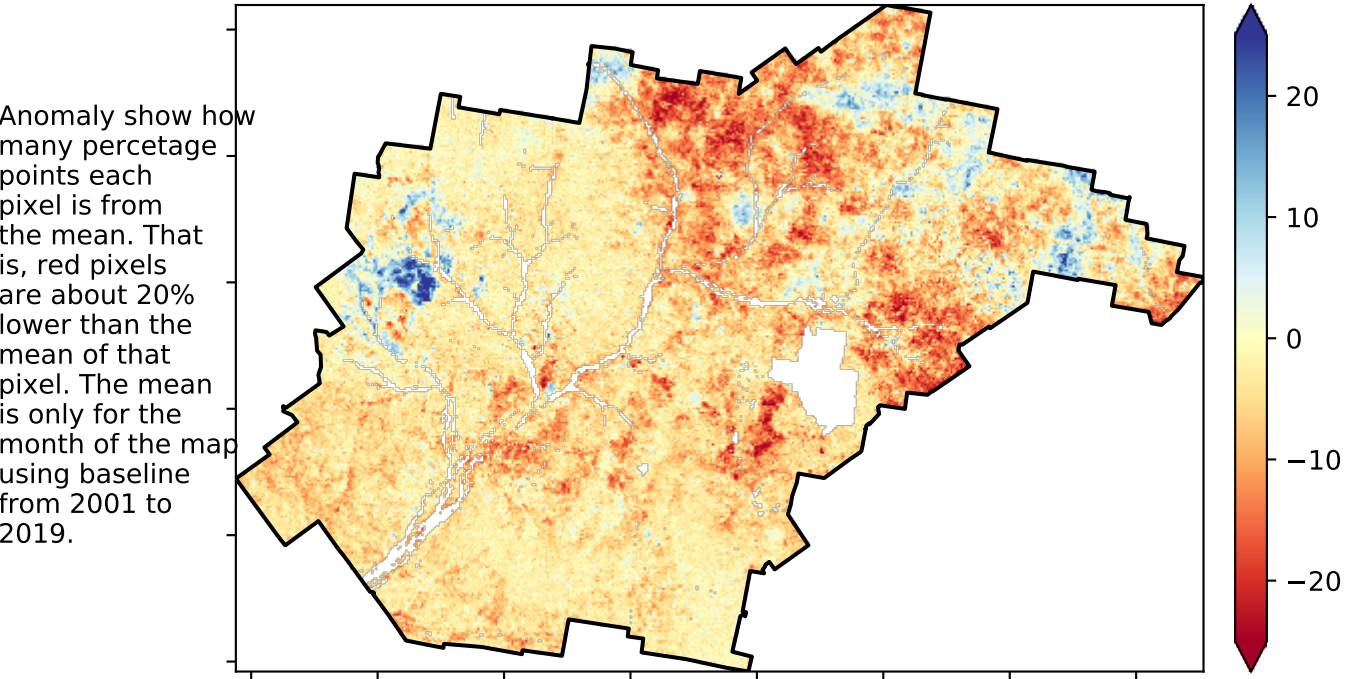 Anomaly show how
many percetage
points each
pixel is from
the mean. That
is, red pixels
are about 20%
lower than the
mean of that
pixel. The mean
is only for the
month of the map
using baseline
from 2001 to
2019.
20
10
0
−10
−20